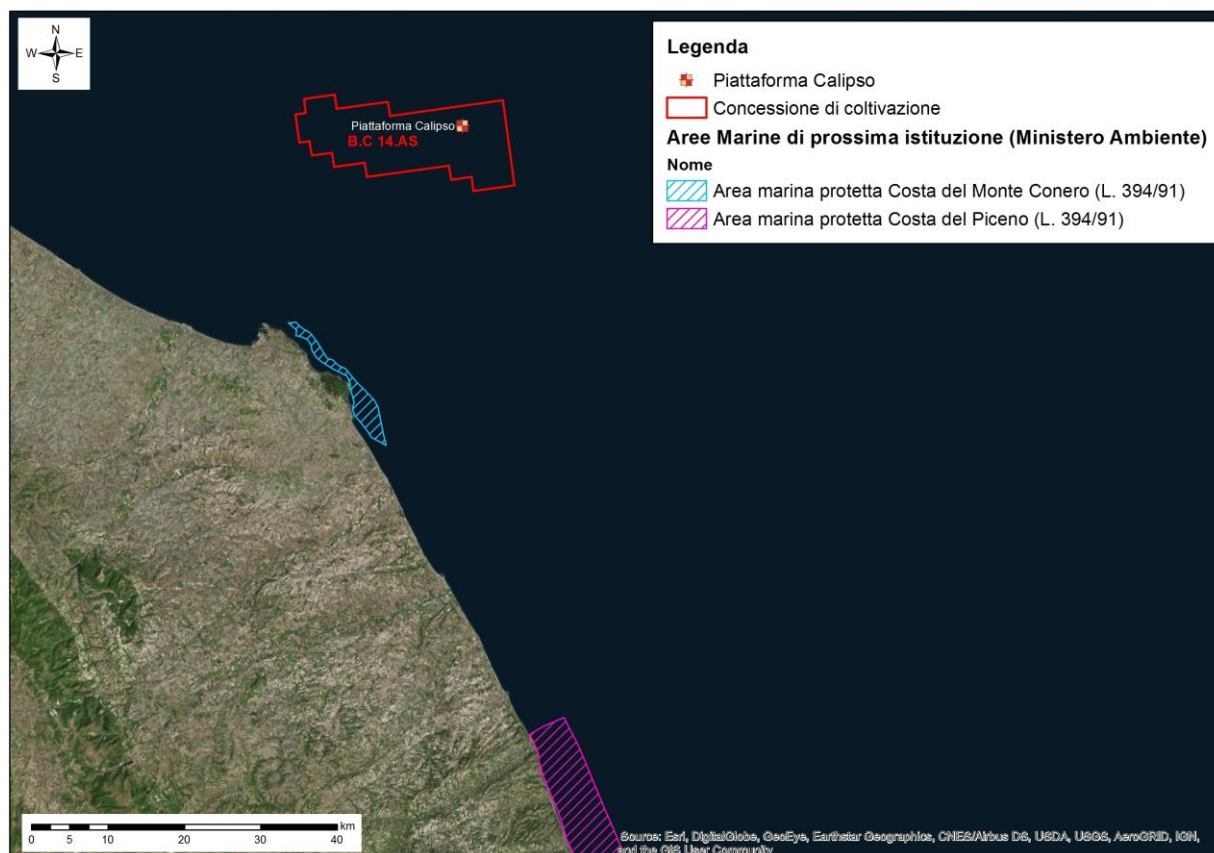 N
W E
S
Legenda
Piattaforma Calipso
Concessione di coltivazione
Aree Marine di prossima istituzione (Ministero Ambiente)
Nome
Area marina protetta Costa del Monte Conero (L. 394/91)
Area marina protetta Costa del Piceno (L. 394/91)
Piattaforma Calipso
B.C 14.AS
km
0 5 10 20 30 40
Source: Esri, DigitalGlobe, GeoEye, Earthstar Geographics, CNES/Airbus DS, USDA, USGS, AeroGRID, IGN,
and the GIS User Community